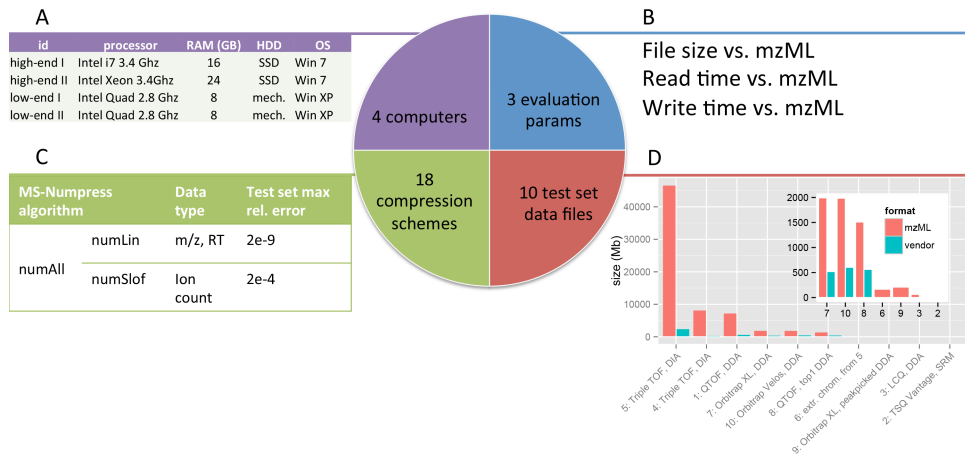 A
id processor RAM (GB) HDD OS
high-end I Intel i7 3.4 Ghz 16 SSD Win 7
high-end II Intel Xeon 3.4Ghz 24 SSD Win 7
low-end I Intel Quad 2.8 Ghz 8 mech. Win XP
low-end II Intel Quad 2.8 Ghz 8 mech. Win XP
4 computers
3 evaluation
params
18
compression
schemes
10 test set
data files
B
File size vs. mzML
Read time vs. mzML
Write time vs. mzML
C
MS-Numpress
algorithm
Data
type
Test set max
rel. error
numAll
numLin m/z, RT 2e-9
numSlof Ion
count
2e-4
D
size (Mb)
40000
30000
20000
10000
0
5: Triple TOF, DIA
4: Triple TOF, DIA
1: QTOF, DDA
7: Orbitrap XL, DDA
10: Orbitrap Velos, DDA
8: QTOF, top1 DDA
6: extr. chrom. from 5
9: Orbitrap XL, peakpicked DDA
3: LCQ, DDA
2: TSQ Vantage, SRM
2000
1500
1000
500
0
7 10 8 6 9 3 2
format
mzML
vendor